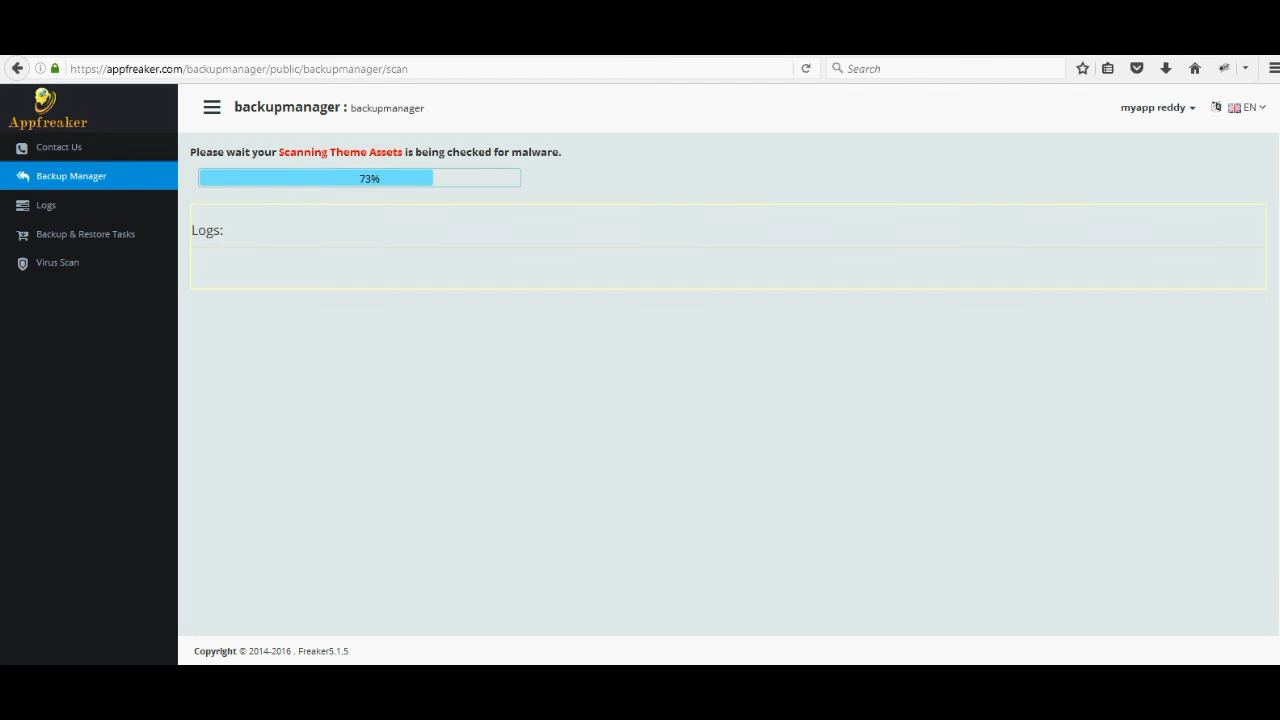 https://appfreaker.com/backupmanager/public/backupmanager/scan
Search
Appfreaker
backupmanager : backupmanager
myapp reddy
EN
Contact Us
Backup Manager
Logs
Backup & Restore Tasks
Virus Scan
Please wait your Scanning Theme Assets is being checked for malware.
73%
Logs:
Copyright © 2014-2016 . Freaker5.1.5